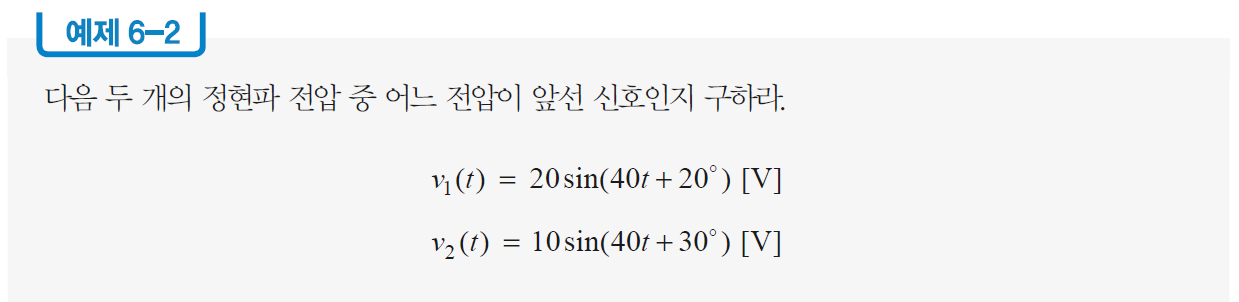 예제 6-2
다음 두 개의 정현파 전압 중 어느 전압이 앞선 신호인지 구하라.
v₁(t) = 20sin(40t + 20°) [V]
v₂(t) = 10sin(40t + 30°) [V]